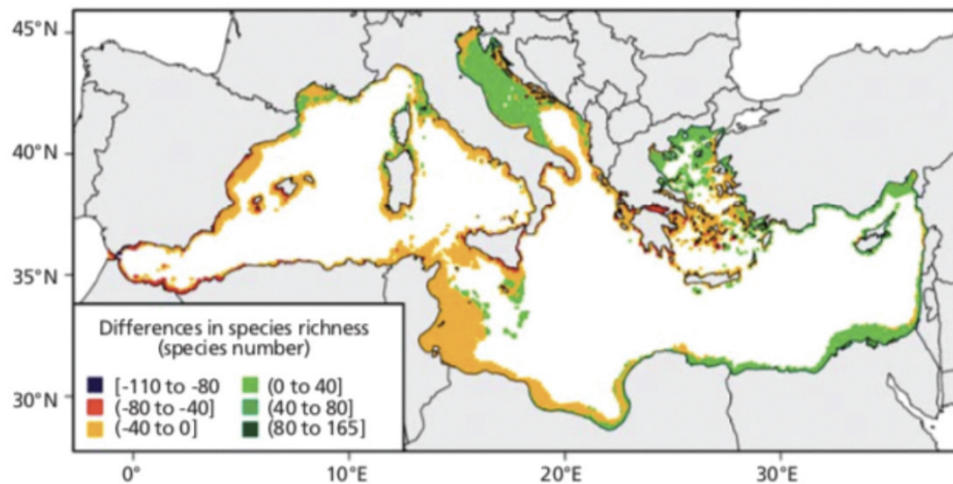 45°N
40°N
35°N
30°N
Differences in species richness
(species number)
[-110 to -80
(-80 to -40]
(-40 to 0]
(0 to 40]
(40 to 80]
(80 to 165]
0°
10°E
20°E
30°E